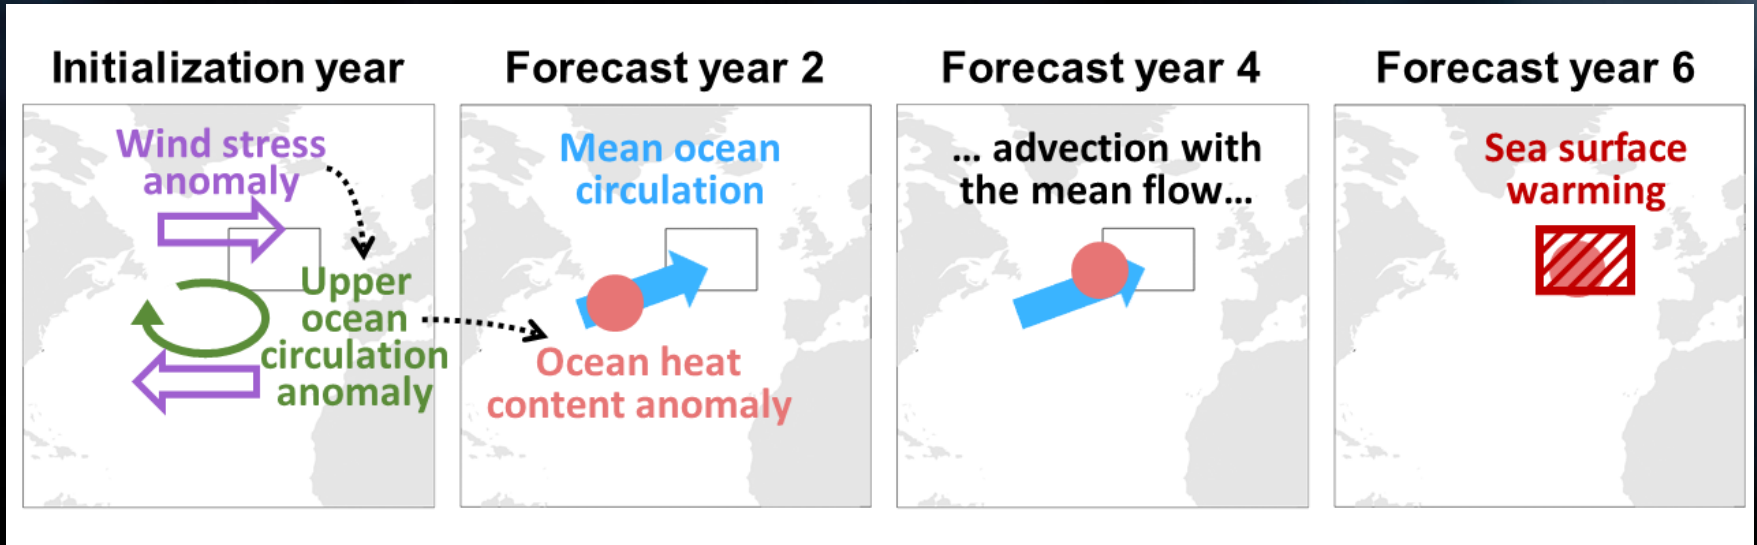 Initialization year
Wind stress
anomaly
Upper
ocean
circulation
anomaly
Forecast year 2
Mean ocean
circulation
Ocean heat
content anomaly
Forecast year 4
... advection with
the mean flow...
Forecast year 6
Sea surface
warming